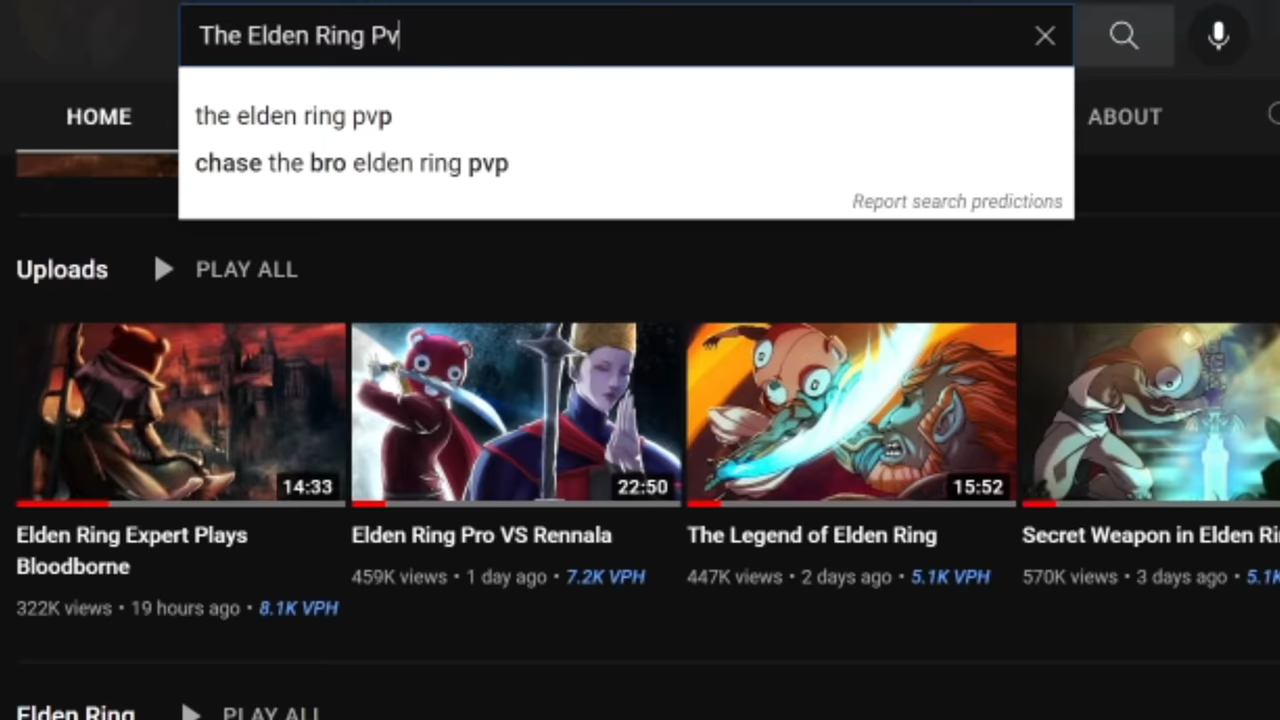 The Elden Ring Pv
the elden ring pvp
chase the bro elden ring pvp
Report search predictions
HOME
ABOUT
Uploads
PLAY ALL
14:33
22:50
15:52
Elden Ring Expert Plays
Bloodborne
322K views • 19 hours ago • 8.1K VPH
Elden Ring Pro VS Rennala
459K views • 1 day ago • 7.2K VPH
The Legend of Elden Ring
447K views • 2 days ago • 5.1K VPH
Secret Weapon in Elden Ri
570K views • 3 days ago • 5.1K
Elden Ring
PLAY ALL